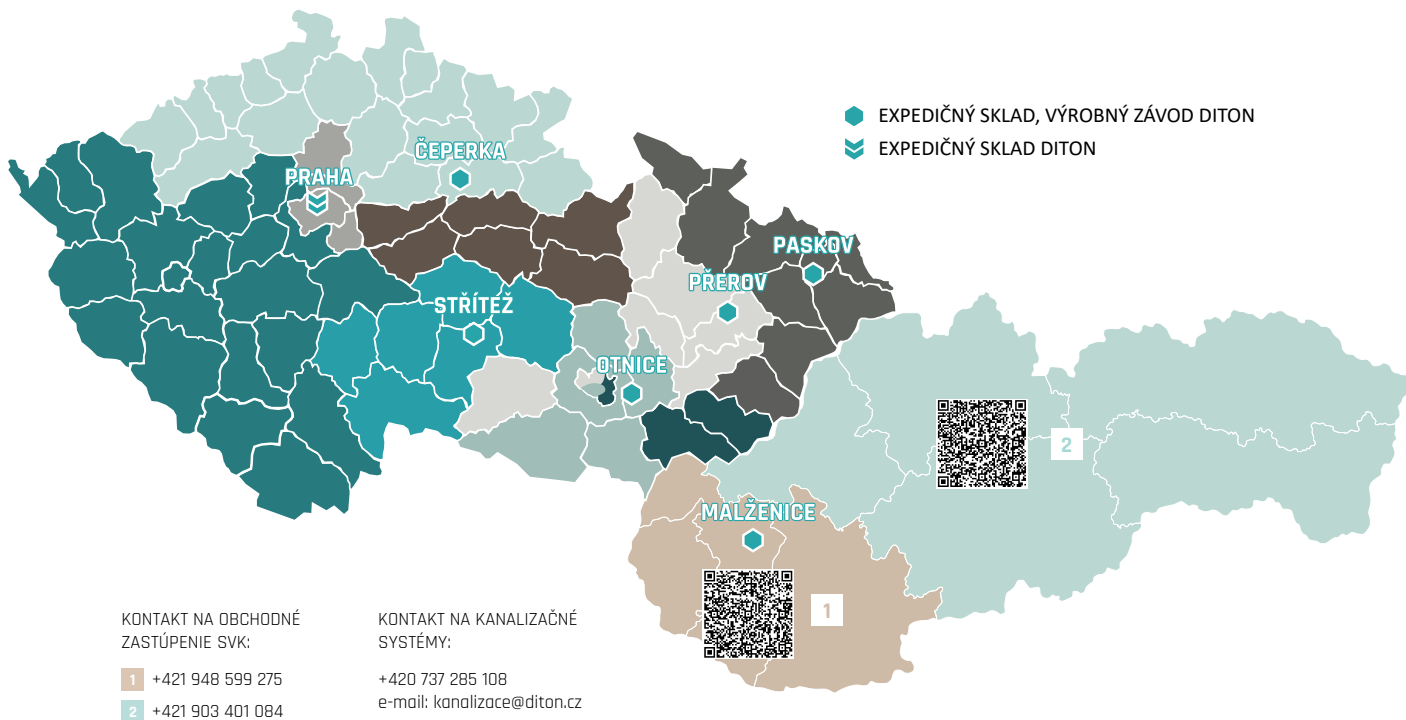 EXPEDIČNÝ SKLAD, VÝROBNÝ ZÁVOD DITON
EXPEDIČNÝ SKLAD DITON
ČEPERKA
PRAHA
PASKOV
PŘEROV
STŘÍTEŽ
OTNICE
2
MALŽENICE
1
KONTAKT NA OBCHODNÉ
ZASTÚPENIE SVK:
1 +421 948 599 275
2 +421 903 401 084
KONTAKT NA KANALIZAČNÉ
SYSTÉMY:
+420 737 285 108
e-mail: kanalizace@diton.cz